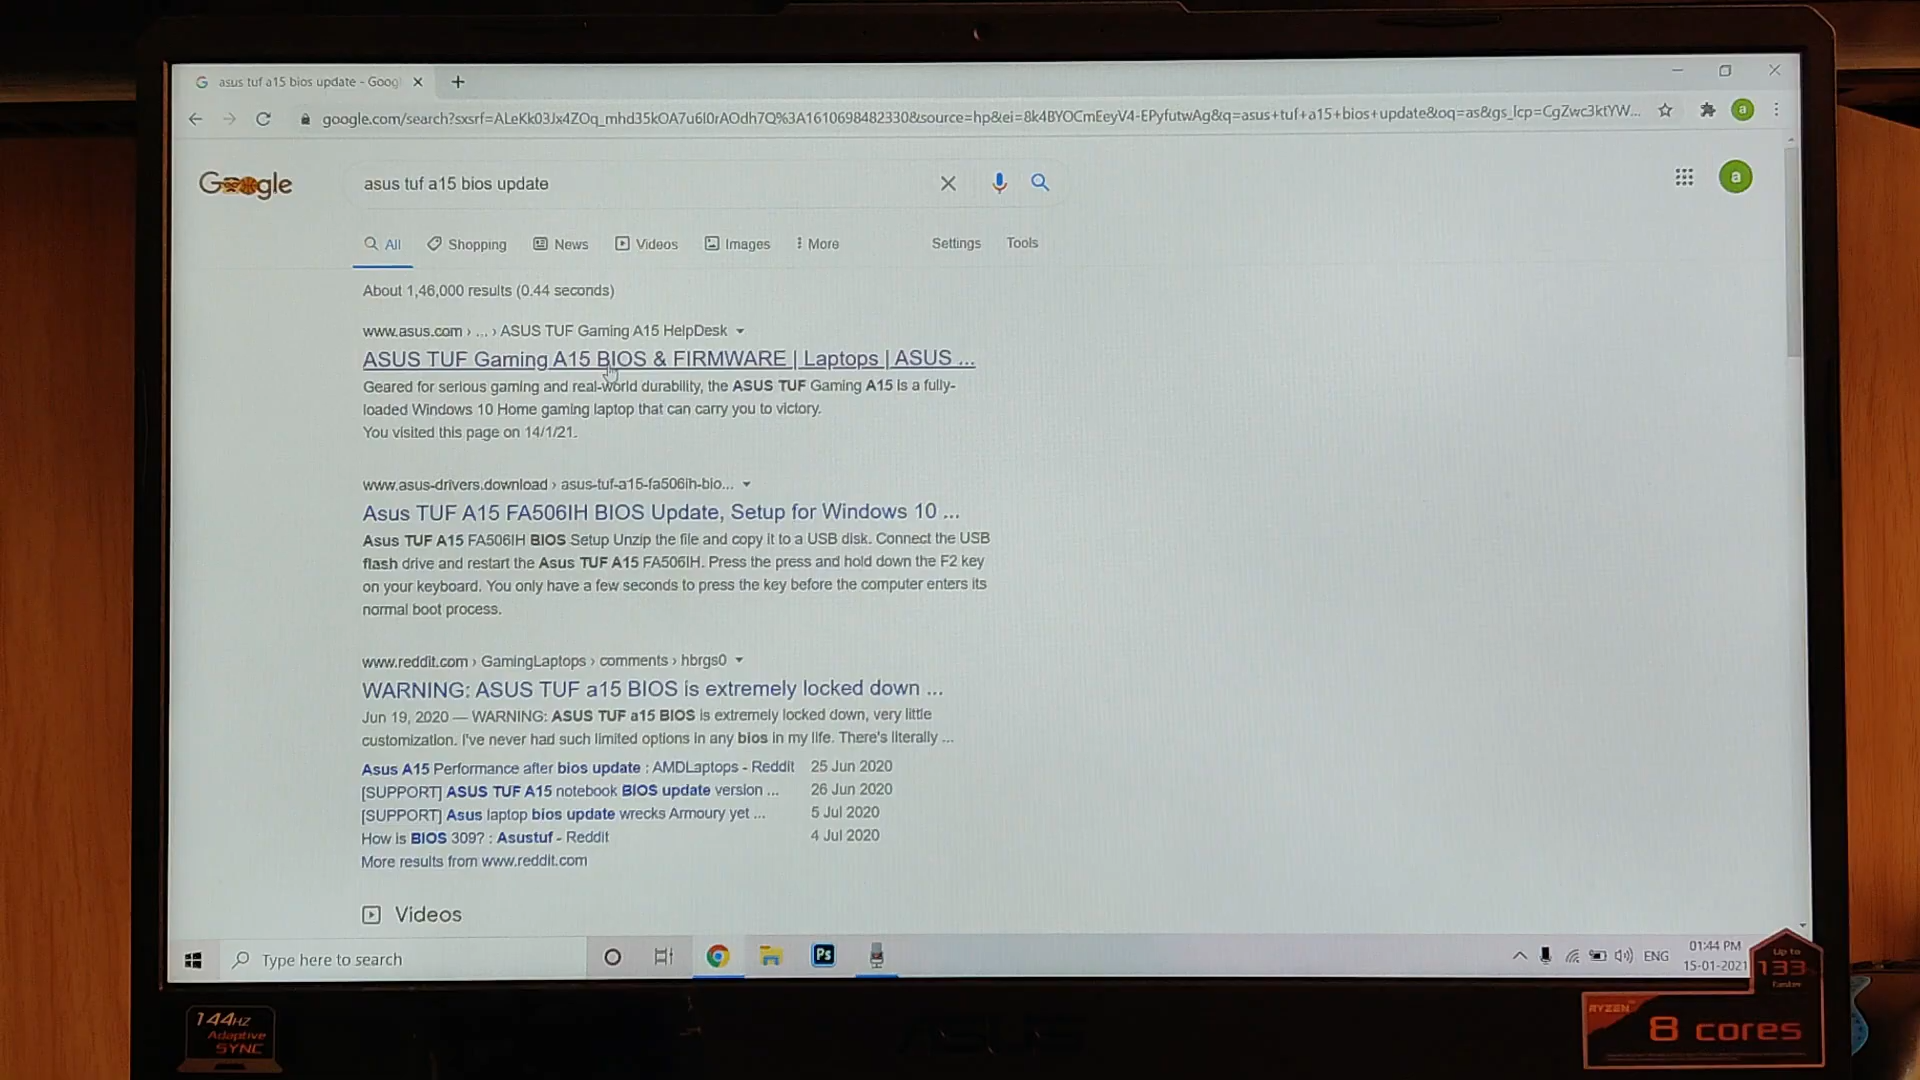 asus tuf a15 bios update - Goog
google.com/search?sxsrf=ALeKk03Jx4ZOq_mhd35kOA7u6l0rAOdh7Q%3A1610698482330&source=hp&ei=8k4BYOCmEeyV4-EPyfutwAg&q=asus+tuf+a15+bios+update&oq=as&gs_lcp=CgZwc3ktYW...
a
Google
asus tuf a15 bios update
a
All Shopping News Videos Images More Settings Tools
About 1,46,000 results (0.44 seconds)
www.asus.com › ... › ASUS TUF Gaming A15 HelpDesk
ASUS TUF Gaming A15 BIOS & FIRMWARE | Laptops | ASUS ...
Geared for serious gaming and real-world durability, the ASUS TUF Gaming A15 is a fully-
loaded Windows 10 Home gaming laptop that can carry you to victory.
You visited this page on 14/1/21.
www.asus-drivers.download › asus-tuf-a15-fa506ih-bio...
Asus TUF A15 FA506IH BIOS Update, Setup for Windows 10 ...
Asus TUF A15 FA506IH BIOS Setup Unzip the file and copy it to a USB disk. Connect the USB
flash drive and restart the Asus TUF A15 FA506IH. Press the press and hold down the F2 key
on your keyboard. You only have a few seconds to press the key before the computer enters its
normal boot process.
www.reddit.com › GamingLaptops › comments › hbrgs0
WARNING: ASUS TUF a15 BIOS is extremely locked down ...
Jun 19, 2020 — WARNING: ASUS TUF a15 BIOS is extremely locked down, very little
customization. I've never had such limited options in any bios in my life. There's literally ...
Asus A15 Performance after bios update : AMDLaptops - Reddit 25 Jun 2020
[SUPPORT] ASUS TUF A15 notebook BIOS update version ... 26 Jun 2020
[SUPPORT] Asus laptop bios update wrecks Armoury yet ... 5 Jul 2020
How is BIOS 309? : Asustuf - Reddit 4 Jul 2020
More results from www.reddit.com
Videos
Type here to search
Ps
ENG
01:44 PM
15-01-2021
144Hz
Adaptive
SYNC
ASUS
Up to
133
RYZEN
8 cores